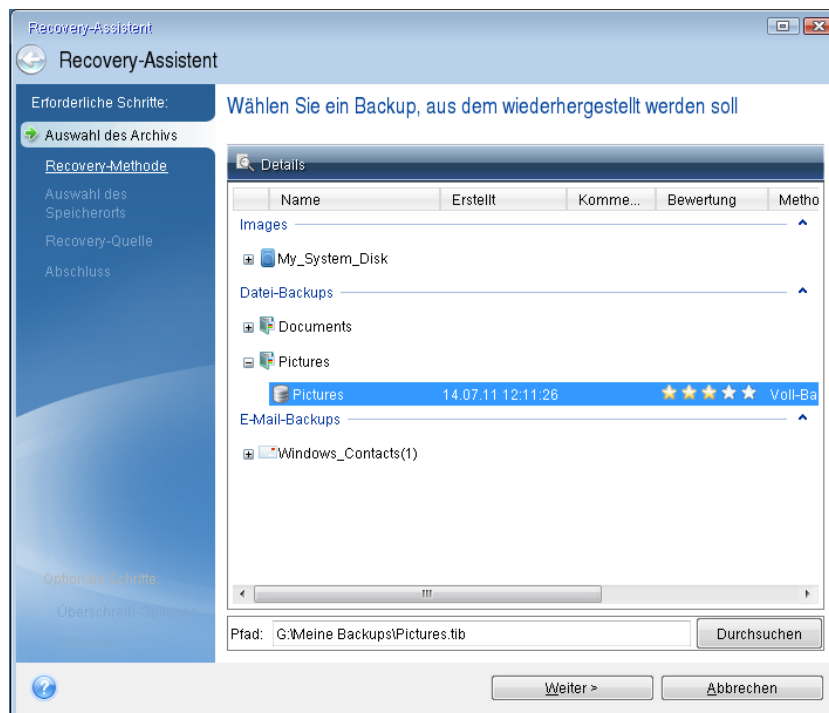 Recovery-Assistent
Recovery-Assistent
Erforderliche Schritte:
Auswahl des Archivs
Recovery-Methode
Auswahl des
Speicherorts
Recovery-Quelle
Abschluss
Optionale Schritte:
Wählen Sie ein Backup, aus dem wiederhergestellt werden soll
Details
Name Erstellt Komme... Bewertung Metho
Images
My_System_Disk
Datei-Backups
Documents
Pictures
Pictures 14.07.11 12:11:26 Voll-Ba
E-Mail-Backups
Windows_Contacts(1)
Pfad: G:\Meine Backups\Pictures.tib Durchsuchen
Weiter > Abbrechen